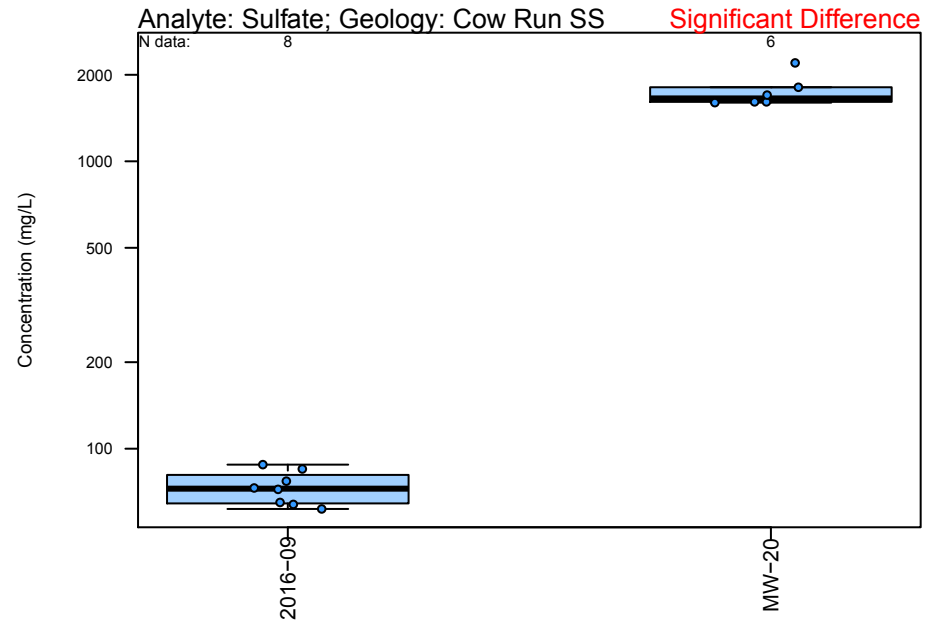 Analyte: Sulfate; Geology: Cow Run SS Significant Difference
N data: 8 6
2000
1000
500
200
100
Concentration (mg/L)
2016−09
MW−20